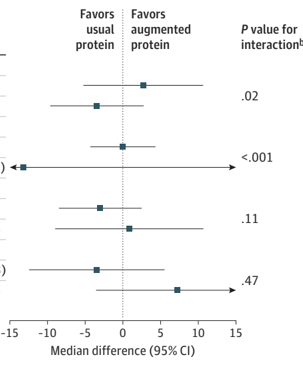 Favors Favors
usual augmented P value for
protein protein interactionb
.02
<.001
)
.11
)
.47
-15 -10 -5 0 5 10 15
Median difference (95% CI)